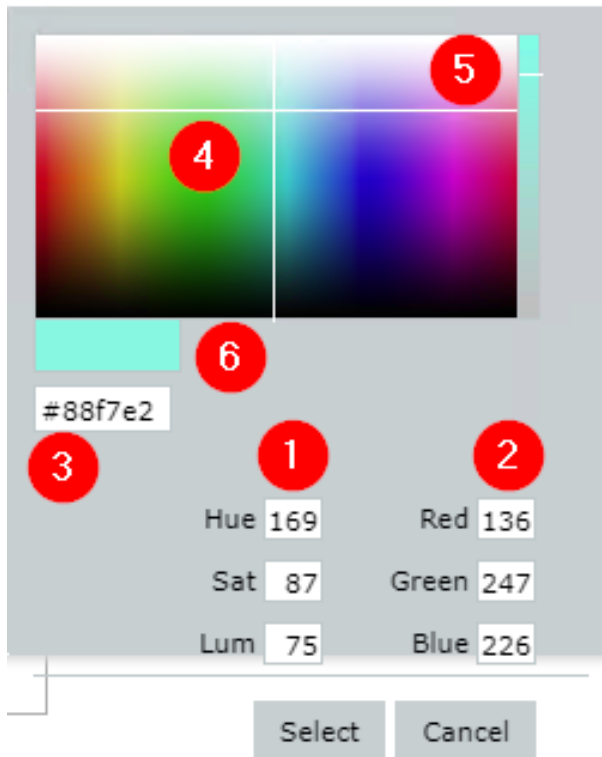 5
4
6
#88f7e2
3 1 2
Hue 169 Red 136
Sat 87 Green 247
Lum 75 Blue 226
Select Cancel